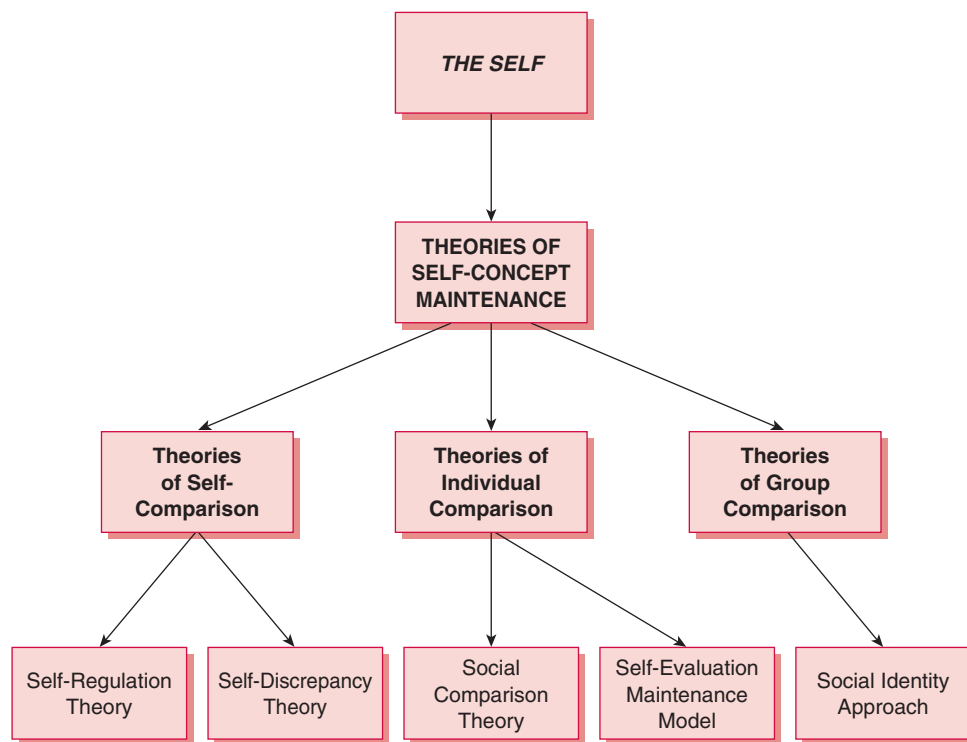 THE SELF
THEORIES OF
SELF-CONCEPT
MAINTENANCE
Theories
of Self-
Comparison
Theories of
Individual
Comparison
Theories
of Group
Comparison
Self-Regulation
Theory
Self-Discrepancy
Theory
Social
Comparison
Theory
Self-Evaluation
Maintenance
Model
Social Identity
Approach